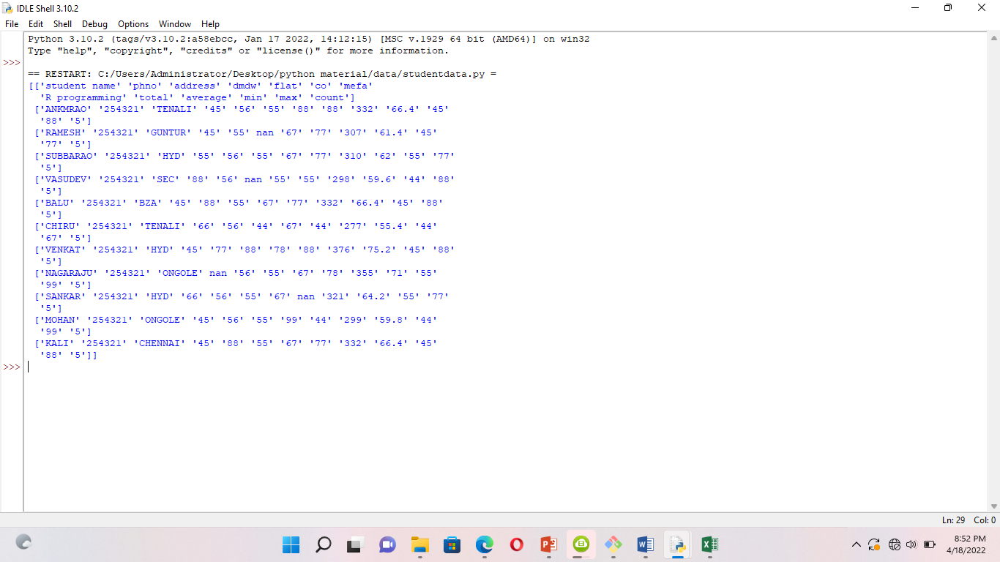 IDLE Shell 3.10.2
File Edit Shell Debug Options Window Help
Python 3.10.2 (tags/v3.10.2:a58ebcc, Jan 17 2022, 14:12:15) [MSC v.1929 64 bit (AMD64)] on win32
Type "help", "copyright", "credits" or "license()" for more information.
>>>
== RESTART: C:/Users/Administrator/Desktop/python material/data/studentdata.py =
[['student name' 'phno' 'address' 'dmdw' 'flat' 'co' 'mefa'
'R programming' 'total' 'average' 'min' 'max' 'count']
['ANKMRAO' '254321' 'TENALI' '45' '56' '55' '88' '88' '332' '66.4' '45'
'88' '5']
['RAMESH' '254321' 'GUNTUR' '45' '55' nan '67' '77' '307' '61.4' '45'
'77' '5']
['SUBBARAO' '254321' 'HYD' '55' '56' '55' '67' '77' '310' '62' '55' '77'
'5']
['VASUDEV' '254321' 'SEC' '88' '56' nan '55' '55' '298' '59.6' '44' '88'
'5']
['BALU' '254321' 'BZA' '45' '88' '55' '67' '77' '332' '66.4' '45' '88'
'5']
['CHIRU' '254321' 'TENALI' '66' '56' '44' '67' '44' '277' '55.4' '44'
'67' '5']
['VENKAT' '254321' 'HYD' '45' '77' '88' '78' '88' '376' '75.2' '45' '88'
'5']
['NAGARAJU' '254321' 'ONGOLE' nan '56' '55' '67' '78' '355' '71' '55'
'99' '5']
['SANKAR' '254321' 'HYD' '66' '56' '55' '67' nan '321' '64.2' '55' '77'
'5']
['MOHAN' '254321' 'ONGOLE' '45' '56' '55' '99' '44' '299' '59.8' '44'
'99' '5']
['KALI' '254321' 'CHENNAI' '45' '88' '55' '67' '77' '332' '66.4' '45'
'88' '5']]
>>>
Ln: 29 Col: 0
8:52 PM
4/18/2022